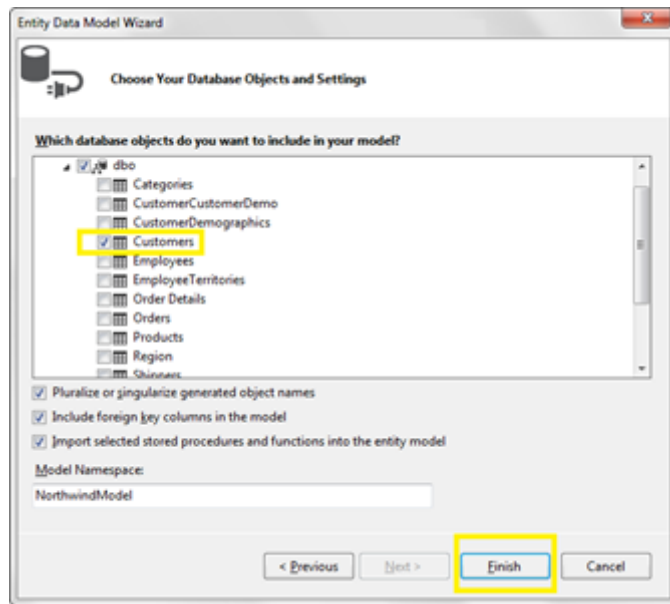 Entity Data Model Wizard
Choose Your Database Objects and Settings
Which database objects do you want to include in your model?
dbo
Categories
CustomerCustomerDemo
CustomerDemographics
Customers
Employees
EmployeeTerritories
Order Details
Orders
Products
Region
Shippers
Pluralize or singularize generated object names
Include foreign key columns in the model
Import selected stored procedures and functions into the entity model
Model Namespace:
NorthwindModel
< Previous Next > Finish Cancel